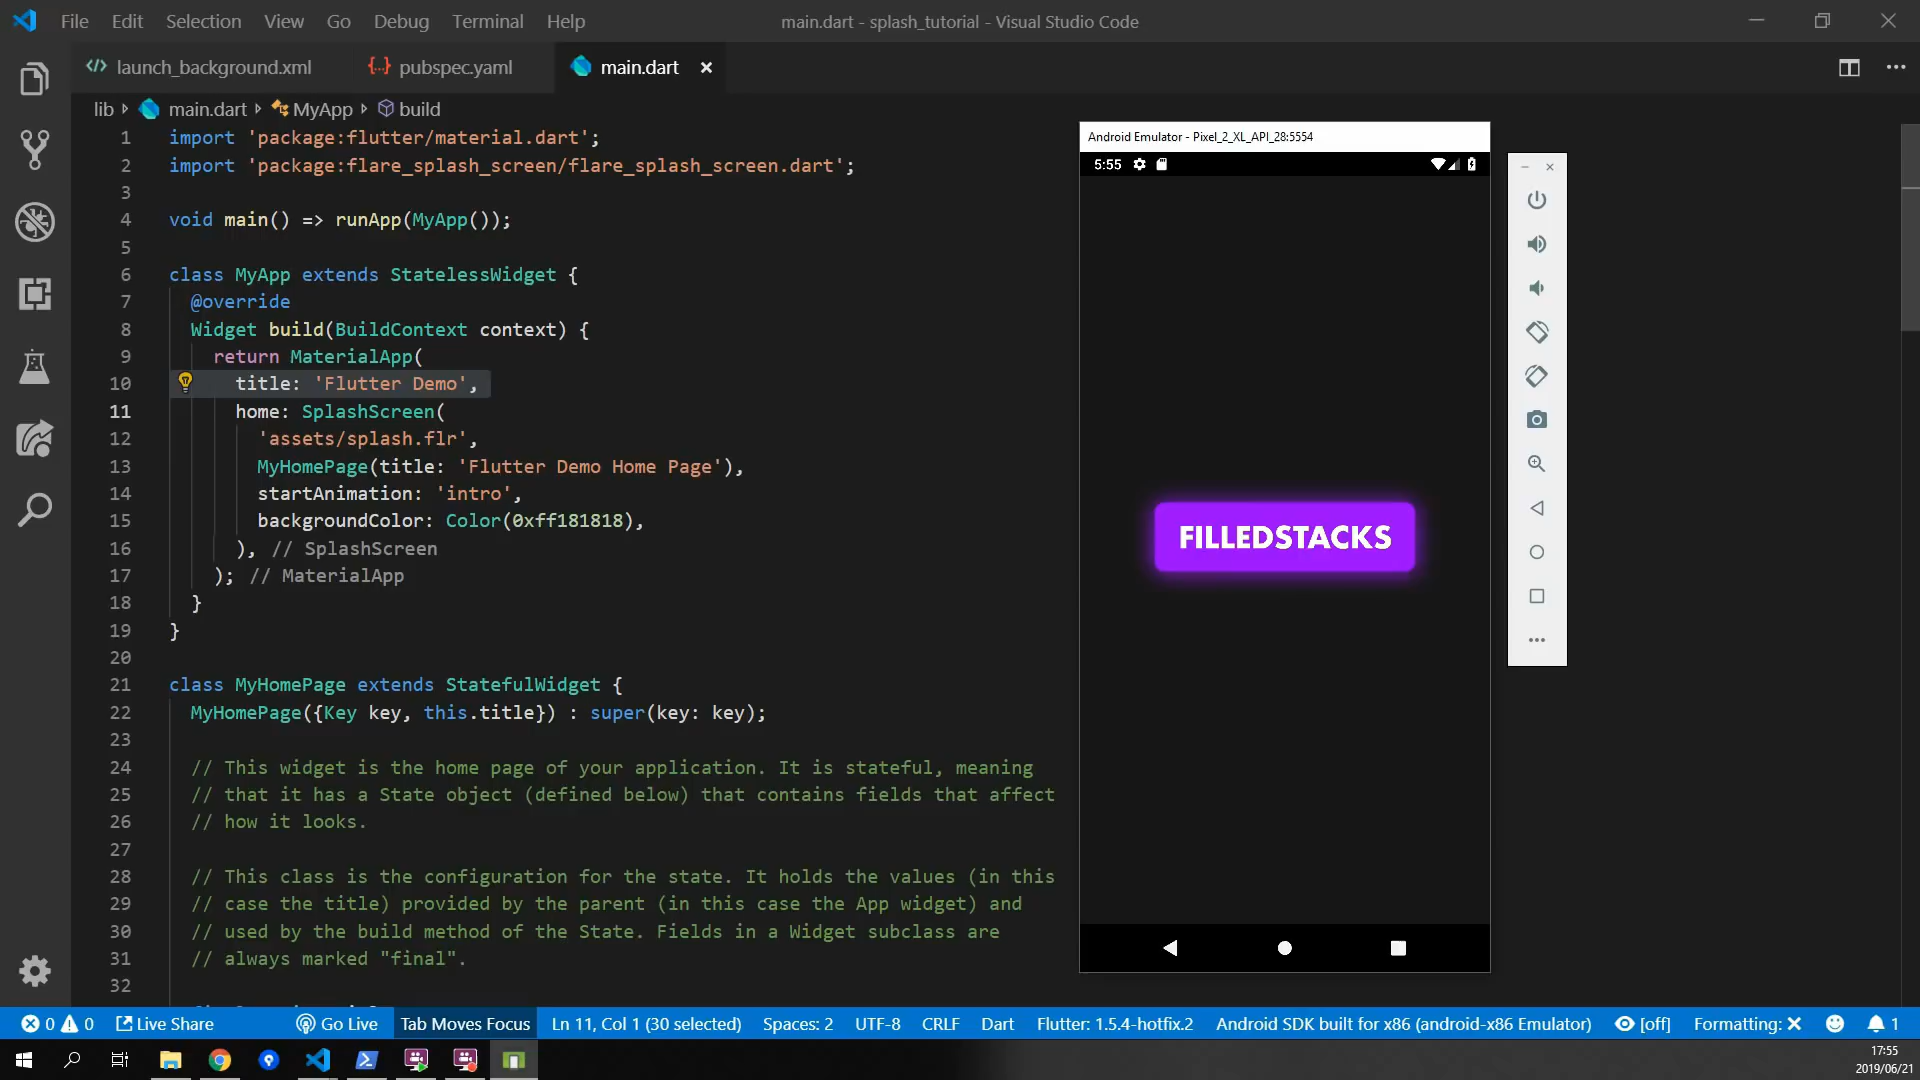 File Edit Selection View Go Debug Terminal Help
main.dart - splash_tutorial - Visual Studio Code
launch_background.xml
pubspec.yaml
main.dart
lib main.dart MyApp build
1 import 'package:flutter/material.dart';
2 import 'package:flare_splash_screen/flare_splash_screen.dart';
3
4 void main() => runApp(MyApp());
5
6 class MyApp extends StatelessWidget {
7 @override
8 Widget build(BuildContext context) {
9 return MaterialApp(
10 title: 'Flutter Demo',
11 home: SplashScreen(
12 'assets/splash.flr',
13 MyHomePage(title: 'Flutter Demo Home Page'),
14 startAnimation: 'intro',
15 backgroundColor: Color(0xff181818),
16 ), // SplashScreen
17 ); // MaterialApp
18 }
19 }
20
21 class MyHomePage extends StatefulWidget {
22 MyHomePage({Key key, this.title}) : super(key: key);
23
24 // This widget is the home page of your application. It is stateful, meaning
25 // that it has a State object (defined below) that contains fields that affect
26 // how it looks.
27
28 // This class is the configuration for the state. It holds the values (in this
29 // case the title) provided by the parent (in this case the App widget) and
30 // used by the build method of the State. Fields in a Widget subclass are
31 // always marked "final".
32
Android Emulator - Pixel_2_XL_API_28:5554
5:55
FILLEDSTACKS
0 0 Live Share Go Live Tab Moves Focus Ln 11, Col 1 (30 selected) Spaces: 2 UTF-8 CRLF Dart Flutter: 1.5.4-hotfix.2 Android SDK built for x86 (android-x86 Emulator) [off] Formatting: ✕ 1
17:55
2019/06/21